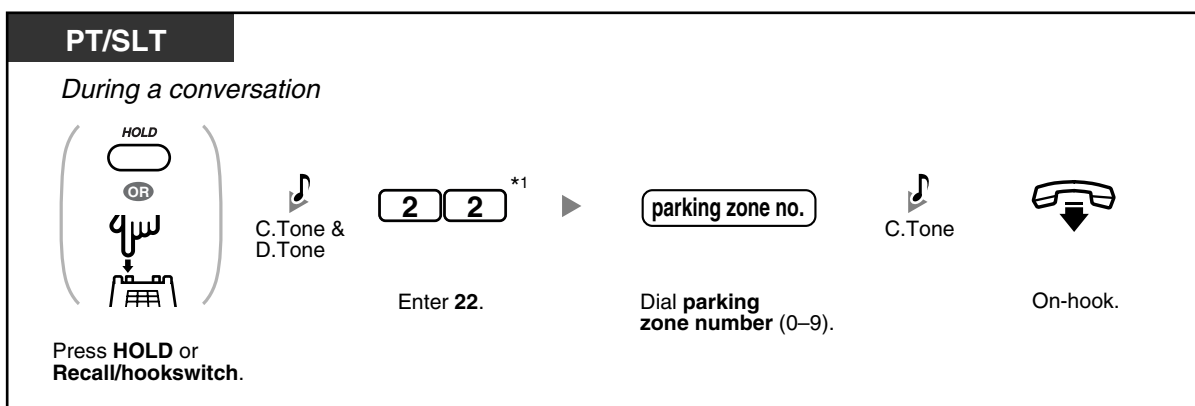 PT/SLT
During a conversation
HOLD
OR
C.Tone &
D.Tone
2 2 *1
parking zone no.
C.Tone
Press HOLD or
Recall/hookswitch.
Enter 22.
Dial parking
zone number (0–9).
On-hook.